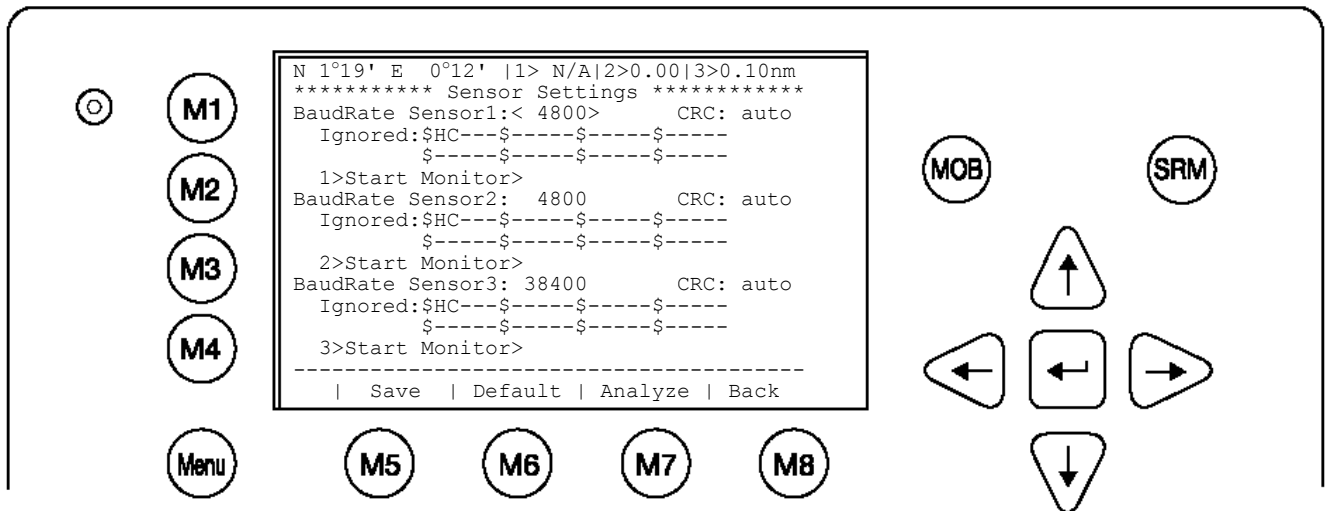 N 1°19' E   0°12' |1> N/A|2>0.00|3>0.10nm
*********** Sensor Settings ************
BaudRate Sensor1:< 4800>      CRC: auto
  Ignored:$HC---$-----$-----$-----
          $-----$-----$-----$-----
  1>Start Monitor>
BaudRate Sensor2:  4800       CRC: auto
  Ignored:$HC---$-----$-----$-----
          $-----$-----$-----$-----
  2>Start Monitor>
BaudRate Sensor3: 38400       CRC: auto
  Ignored:$HC---$-----$-----$-----
          $-----$-----$-----$-----
  3>Start Monitor>
----------------------------------------
   |  Save  | Default | Analyze | Back
M1
M2
M3
M4
MOB
SRM
Menu
M5
M6
M7
M8